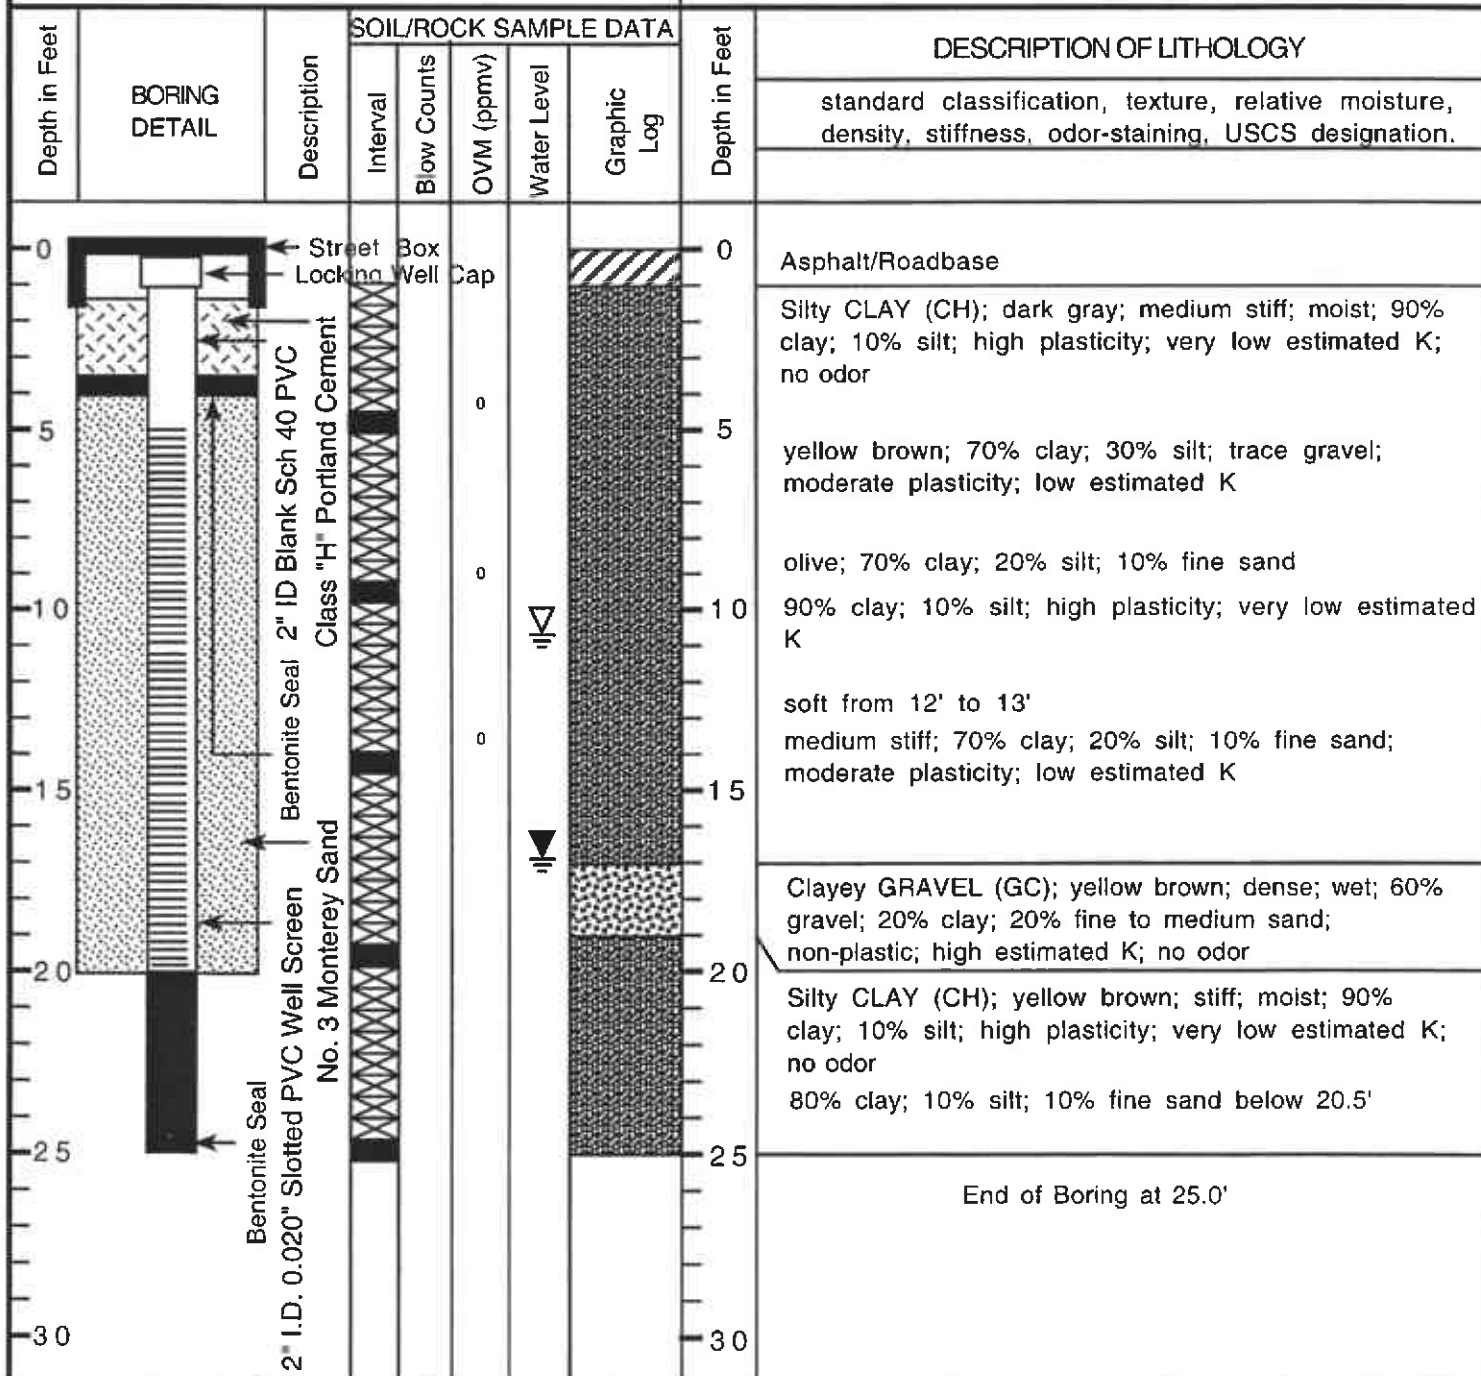 SOIL/ROCK SAMPLE DATA
Depth in Feet
BORING
DETAIL
Description
Interval
Blow Counts
OVM (ppmv)
Water Level
Graphic
Log
Depth in Feet
DESCRIPTION OF LITHOLOGY
standard classification, texture, relative moisture,
density, stiffness, odor-staining, USCS designation.
0
5
10
15
20
25
30
Street Box
Locking Well Cap
2" ID Blank Sch 40 PVC
Class "H" Portland Cement
Bentonite Seal
No. 3 Monterey Sand
2" I.D. 0.020" Slotted PVC Well Screen
Bentonite Seal
0
0
0
0
5
10
15
20
25
30
Asphalt/Roadbase
Silty CLAY (CH); dark gray; medium stiff; moist; 90%
clay; 10% silt; high plasticity; very low estimated K;
no odor
yellow brown; 70% clay; 30% silt; trace gravel;
moderate plasticity; low estimated K
olive; 70% clay; 20% silt; 10% fine sand
90% clay; 10% silt; high plasticity; very low estimated
K
soft from 12' to 13'
medium stiff; 70% clay; 20% silt; 10% fine sand;
moderate plasticity; low estimated K
Clayey GRAVEL (GC); yellow brown; dense; wet; 60%
gravel; 20% clay; 20% fine to medium sand;
non-plastic; high estimated K; no odor
Silty CLAY (CH); yellow brown; stiff; moist; 90%
clay; 10% silt; high plasticity; very low estimated K;
no odor
80% clay; 10% silt; 10% fine sand below 20.5'
End of Boring at 25.0'